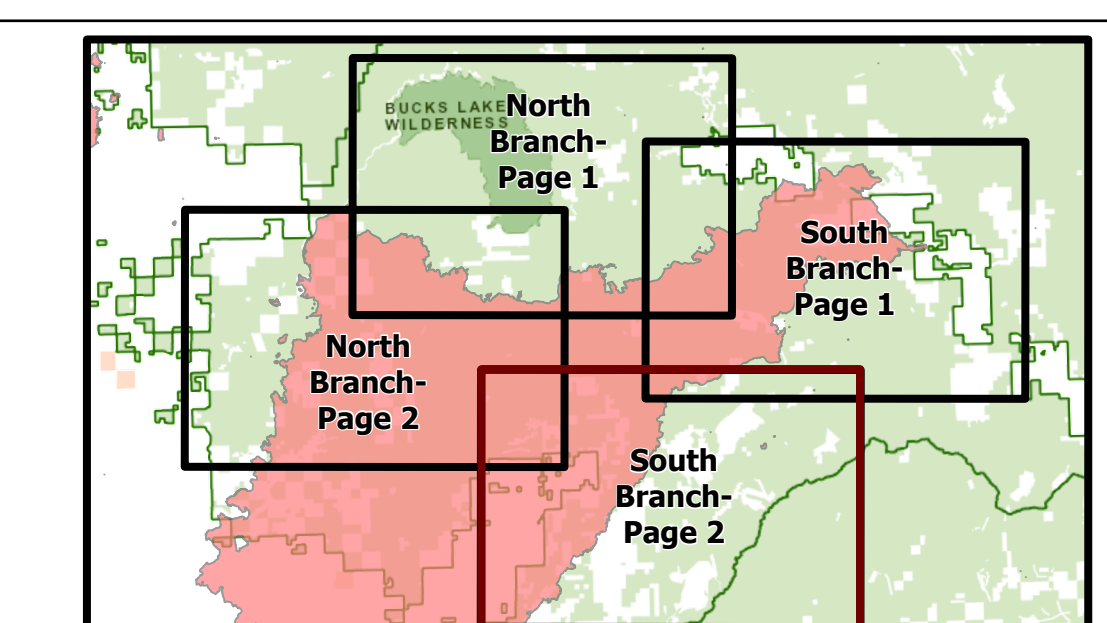 BUCKS LAKE
WILDERNESS
North
Branch-
Page 1
South
Branch-
Page 1
North
Branch-
Page 2
South
Branch-
Page 2